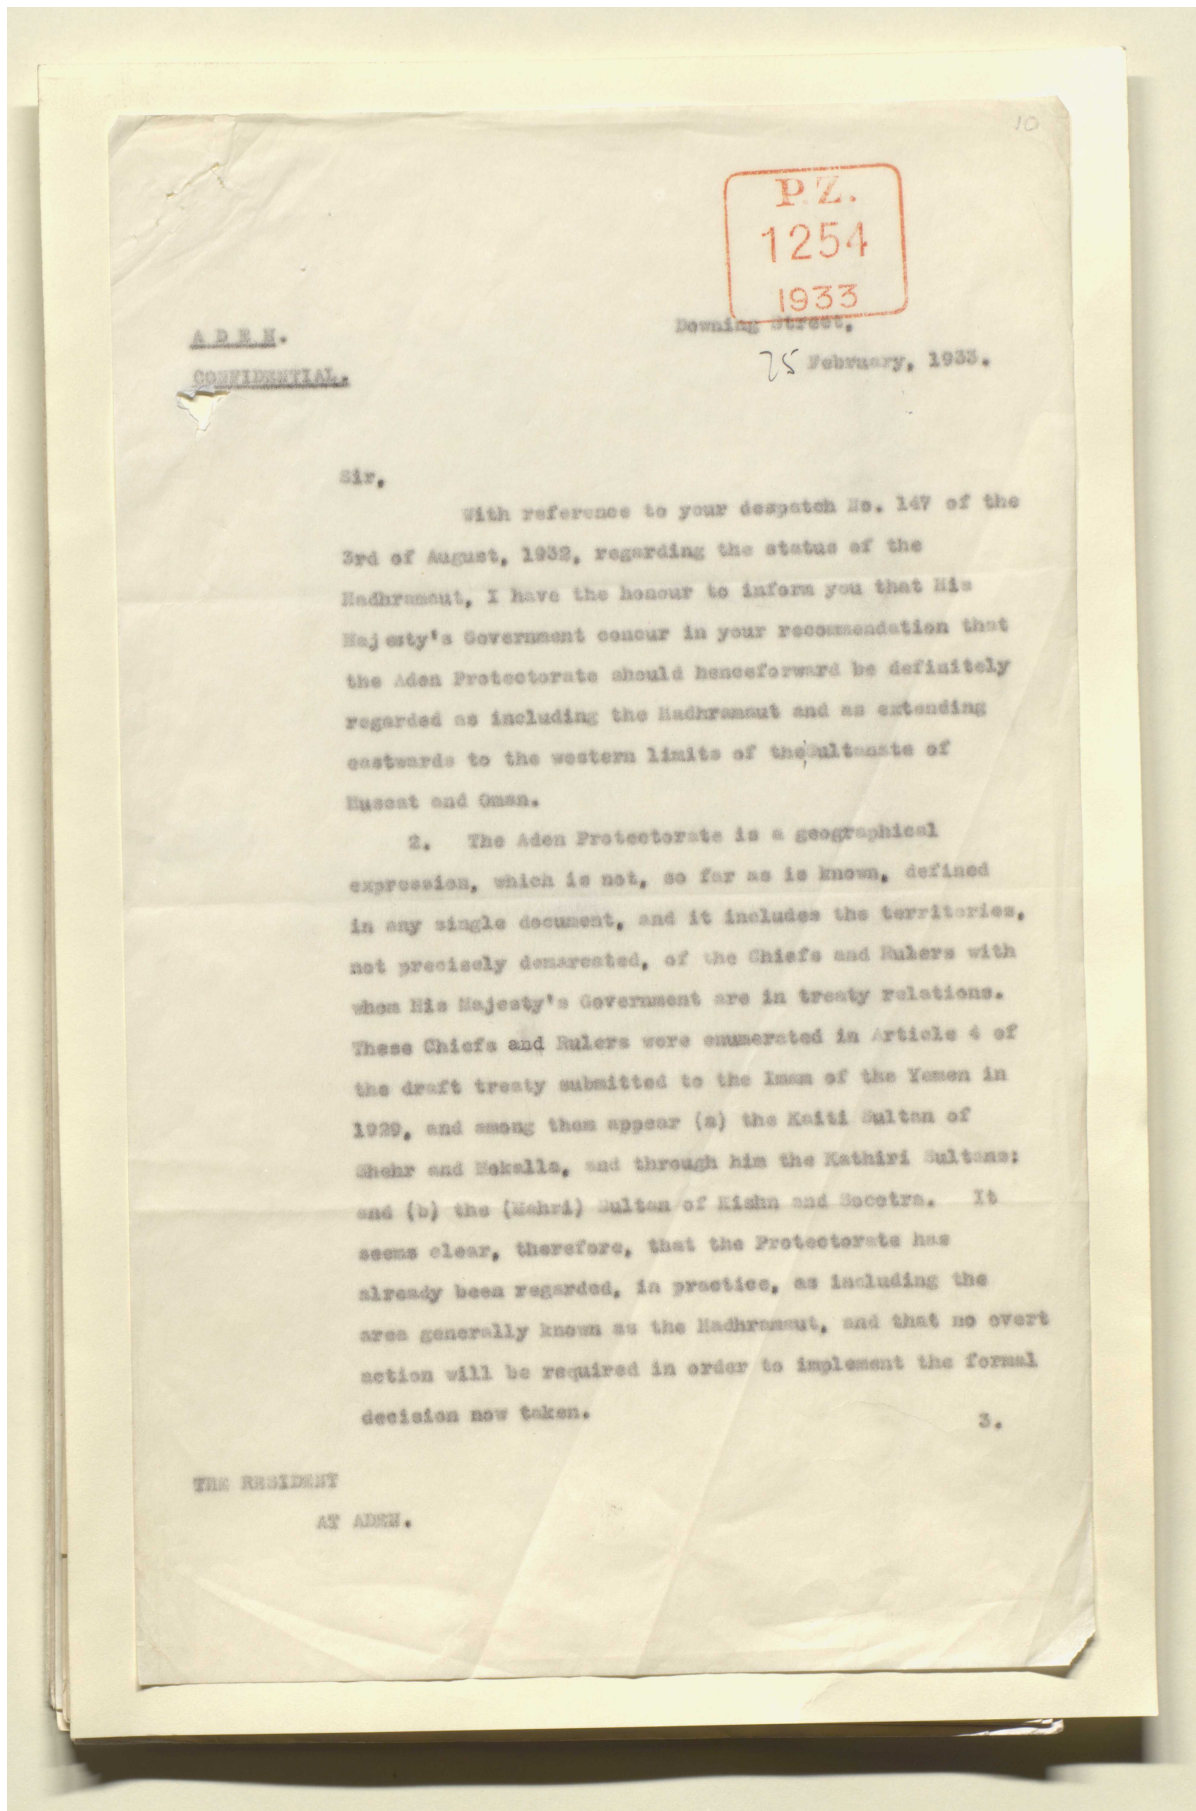 10
P.Z.
1254
1933
A D E N.
Downing Street,
CONFIDENTIAL.
25 February, 1933.
Sir,
With reference to your despatch No. 147 of the
3rd of August, 1932, regarding the status of the
Hadhramaut, I have the honour to inform you that His
Majesty's Government concur in your recommendation that
the Aden Protectorate should henceforward be definitely
regarded as including the Hadhramaut and as extending
eastwards to the western limits of the Sultanate of
Muscat and Oman.
2. The Aden Protectorate is a geographical
expression, which is not, so far as is known, defined
in any single document, and it includes the territories,
not precisely demarcated, of the Chiefs and Rulers with
whom His Majesty's Government are in treaty relations.
These Chiefs and Rulers were enumerated in Article 4 of
the draft treaty submitted to the Imam of the Yemen in
1929, and among them appear (a) the Kaiti Sultan of
Shehr and Mokalla, and through him the Kathiri Sultans:
and (b) the (Mahri) Sultan of Kishn and Socotra. It
seems clear, therefore, that the Protectorate has
already been regarded, in practice, as including the
area generally known as the Hadhramaut, and that no overt
action will be required in order to implement the formal
decision now taken.
3.
THE RESIDENT
AT ADEN.